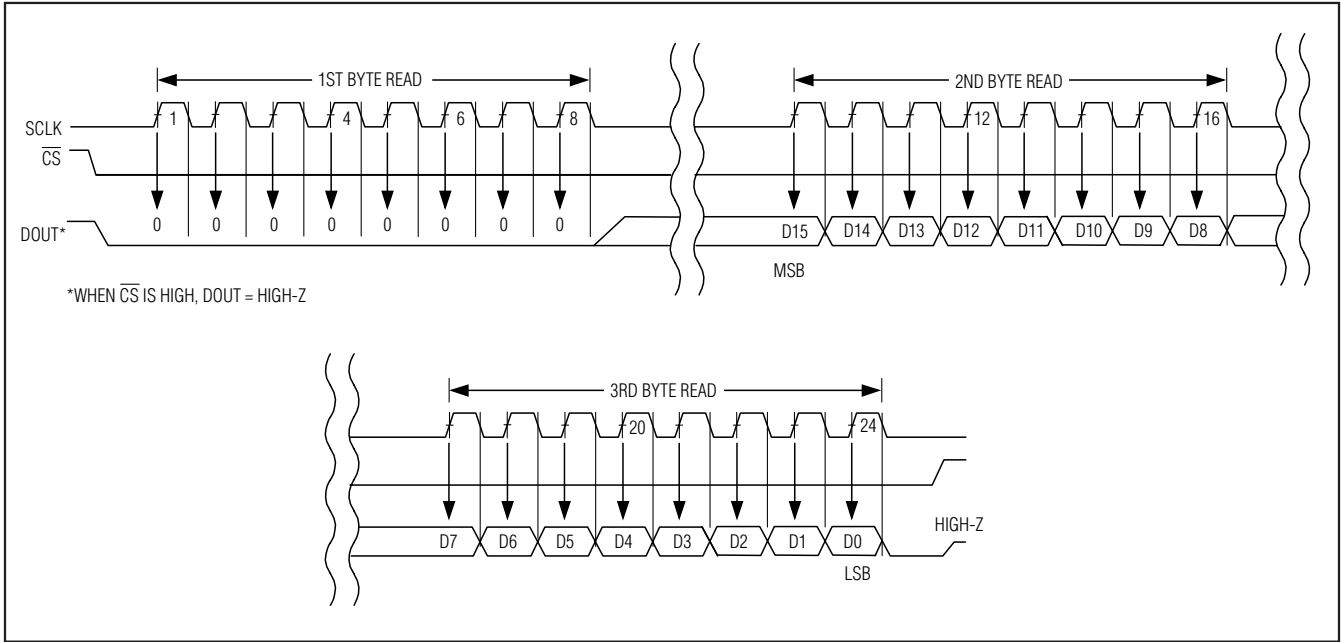 1ST BYTE READ
2ND BYTE READ
SCLK 1 4 6 8 12 16
CS
0 0 0 0 0 0 0 0
DOUT* D15 D14 D13 D12 D11 D10 D9 D8
MSB
*WHEN CS IS HIGH, DOUT = HIGH-Z
3RD BYTE READ
20 24
HIGH-Z
D7 D6 D5 D4 D3 D2 D1 D0
LSB